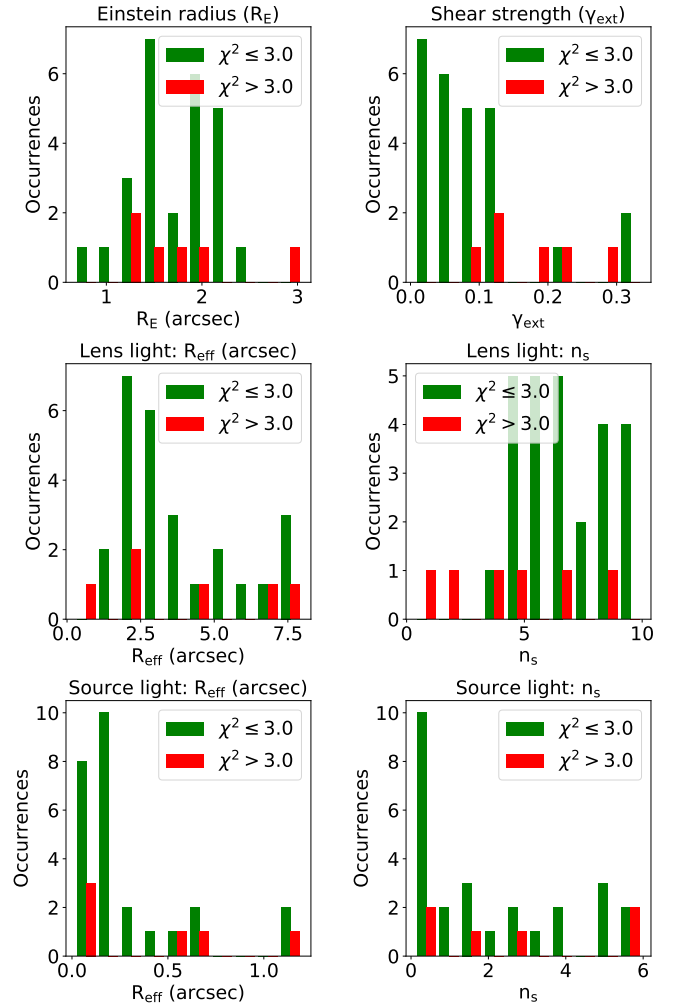 Einstein radius (R_E)
Occurrences
6
4
2
0
χ² ≤ 3.0
χ² > 3.0
1
2
3
R_E (arcsec)
Shear strength (γ_ext)
Occurrences
6
4
2
0
χ² ≤ 3.0
χ² > 3.0
0.0
0.1
0.2
0.3
γ_ext
Lens light: R_eff (arcsec)
Occurrences
6
4
2
0
χ² ≤ 3.0
χ² > 3.0
0.0
2.5
5.0
7.5
R_eff (arcsec)
Lens light: n_s
Occurrences
5
4
3
2
1
0
χ² ≤ 3.0
χ² > 3.0
0
5
10
n_s
Source light: R_eff (arcsec)
Occurrences
10
8
6
4
2
0
χ² ≤ 3.0
χ² > 3.0
0.0
0.5
1.0
R_eff (arcsec)
Source light: n_s
Occurrences
10
8
6
4
2
0
χ² ≤ 3.0
χ² > 3.0
0
2
4
6
n_s